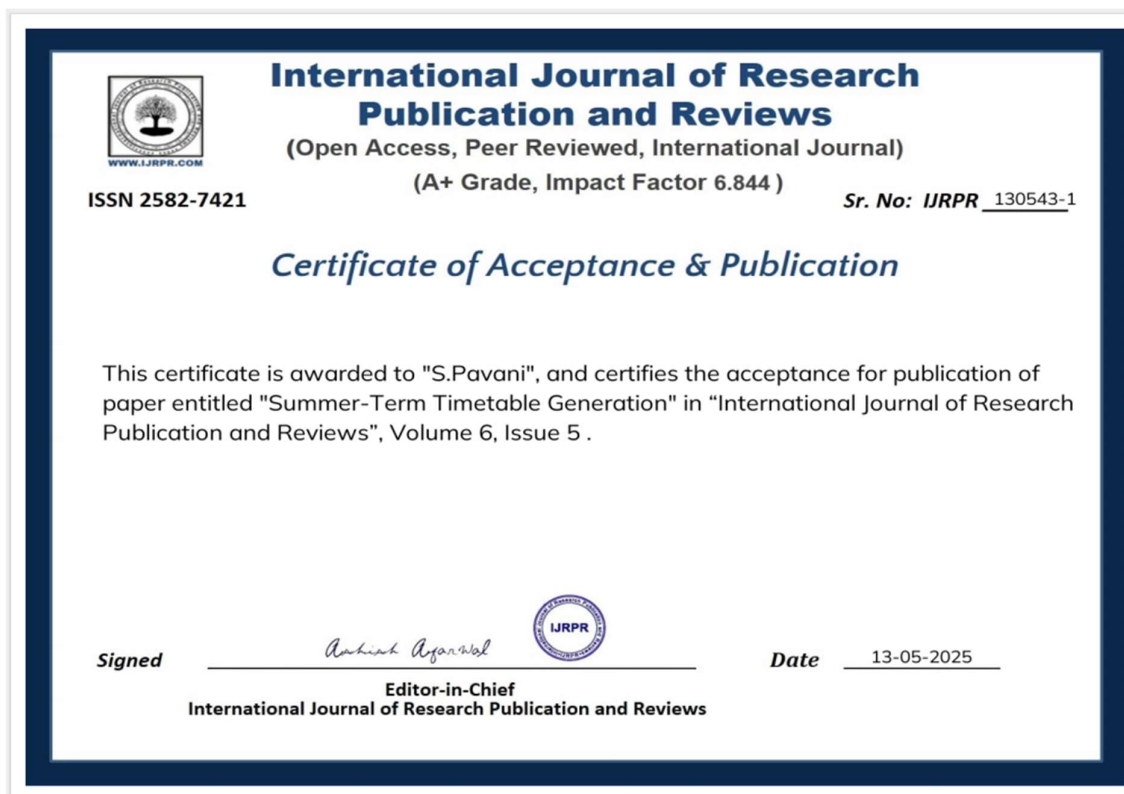 International Journal of Research
Publication and Reviews
(Open Access, Peer Reviewed, International Journal)
(A+ Grade, Impact Factor 6.844 )
WWW.IJRPR.COM
ISSN 2582-7421
Sr. No: IJRPR 130543-1
Certificate of Acceptance & Publication
This certificate is awarded to "S.Pavani", and certifies the acceptance for publication of
paper entitled "Summer-Term Timetable Generation" in “International Journal of Research
Publication and Reviews”, Volume 6, Issue 5 .
IJRPR
Signed Ashish Agarwal
Date 13-05-2025
Editor-in-Chief
International Journal of Research Publication and Reviews